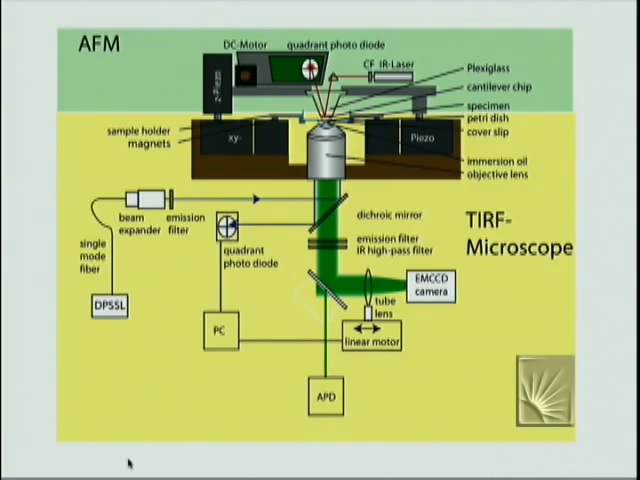 AFM
DC-Motor
quadrant photo diode
CF IR-Laser
Plexiglass
cantilever chip
z-Piezo
specimen
petri dish
cover slip
sample holder
magnets
xy-
Piezo
immersion oil
objective lens
beam
expander
emission
filter
dichroic mirror
TIRF-
Microscope
emission filter
IR high-pass filter
single
mode
fiber
quadrant
photo diode
EMCCD
camera
DPSSL
tube
lens
PC
linear motor
APD